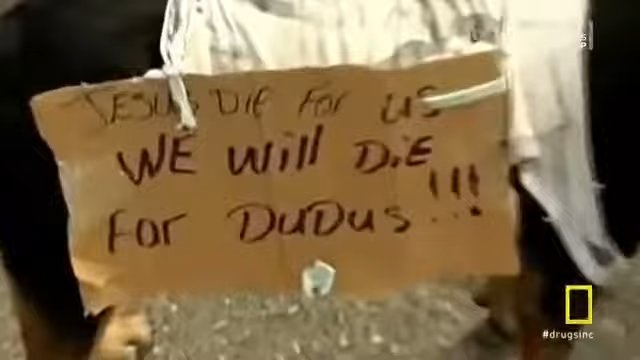 JESUS DIE FOR US
WE Will DiE
FOR DUDUS!!!
#drugsinc